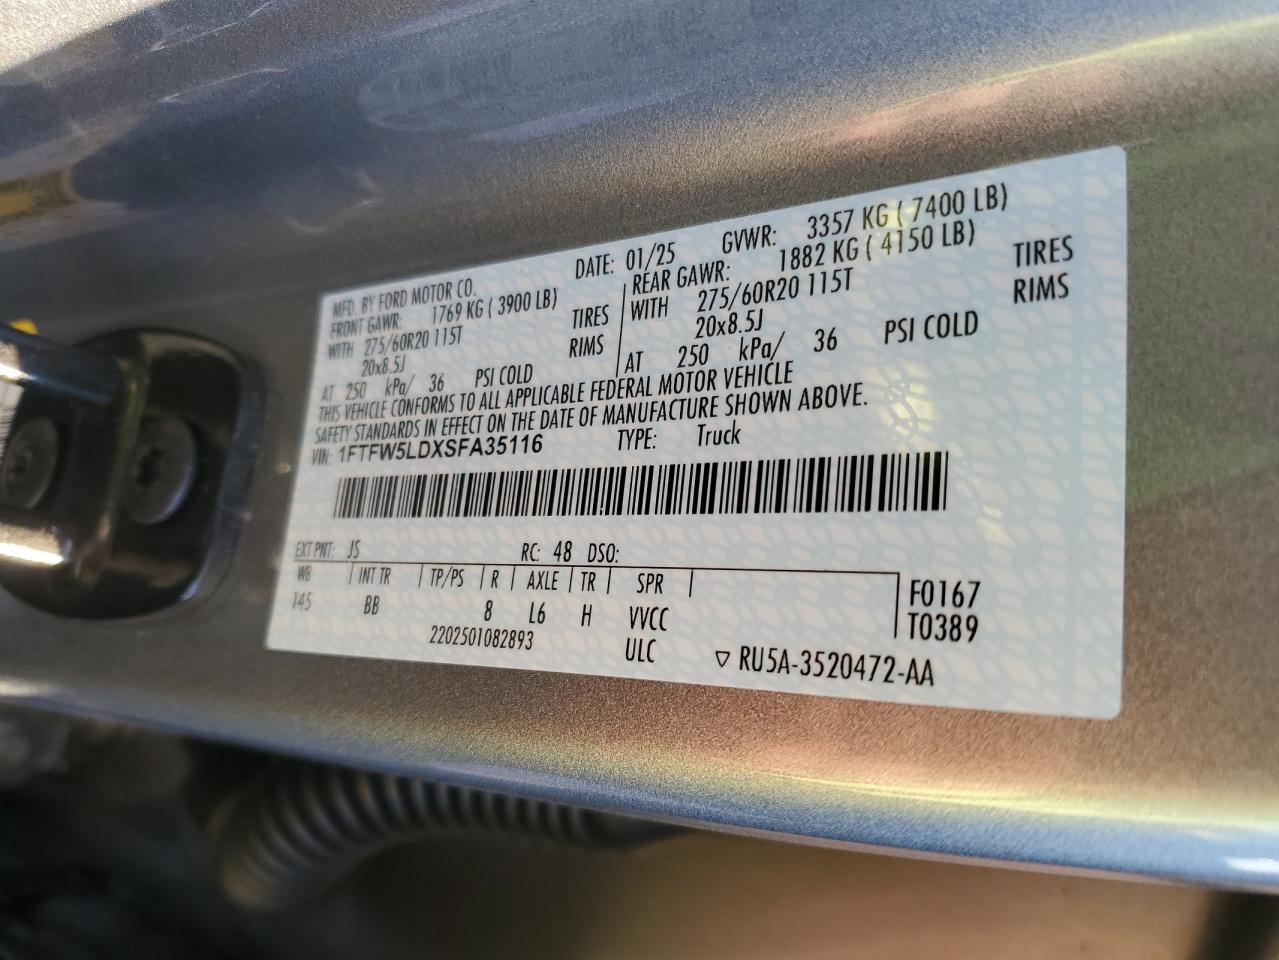 MFD. BY FORD MOTOR CO.
DATE: 01/25 GVWR: 3357 KG ( 7400 LB)
FRONT GAWR: 1769 KG ( 3900 LB)
REAR GAWR: 1882 KG ( 4150 LB)
WITH 275/60R20 115T TIRES
WITH 275/60R20 115T TIRES
20x8.5J RIMS
20x8.5J RIMS
AT 250 kPa/ 36 PSI COLD
AT 250 kPa/ 36 PSI COLD
THIS VEHICLE CONFORMS TO ALL APPLICABLE FEDERAL MOTOR VEHICLE
SAFETY STANDARDS IN EFFECT ON THE DATE OF MANUFACTURE SHOWN ABOVE.
VIN: 1FTFW5LDXSFA35116 TYPE: Truck
EXT PNT: JS RC: 48 DSO:
WB INT TR TP/PS R AXLE TR SPR
145 BB 8 L6 H VVCC
F0167
T0389
2202501082893 ULC ▽ RU5A-3520472-AA